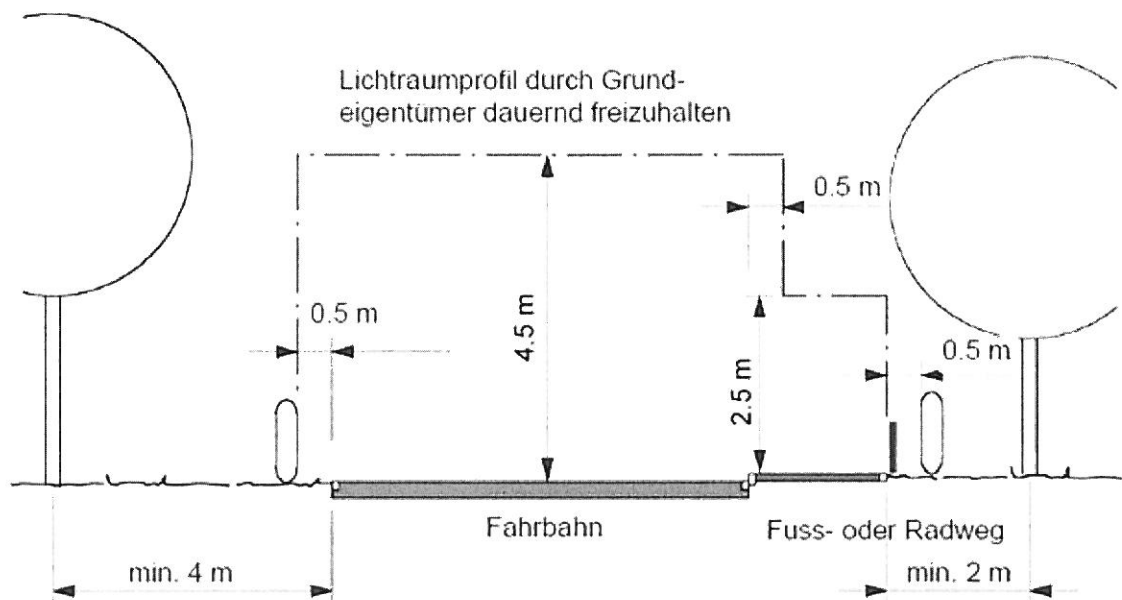 Lichtraumprofil durch Grund-
eigentümer dauernd freizuhalten
0.5 m
0.5 m
4.5 m
2.5 m
0.5 m
Fahrbahn
Fuss- oder Radweg
min. 4 m
min. 2 m